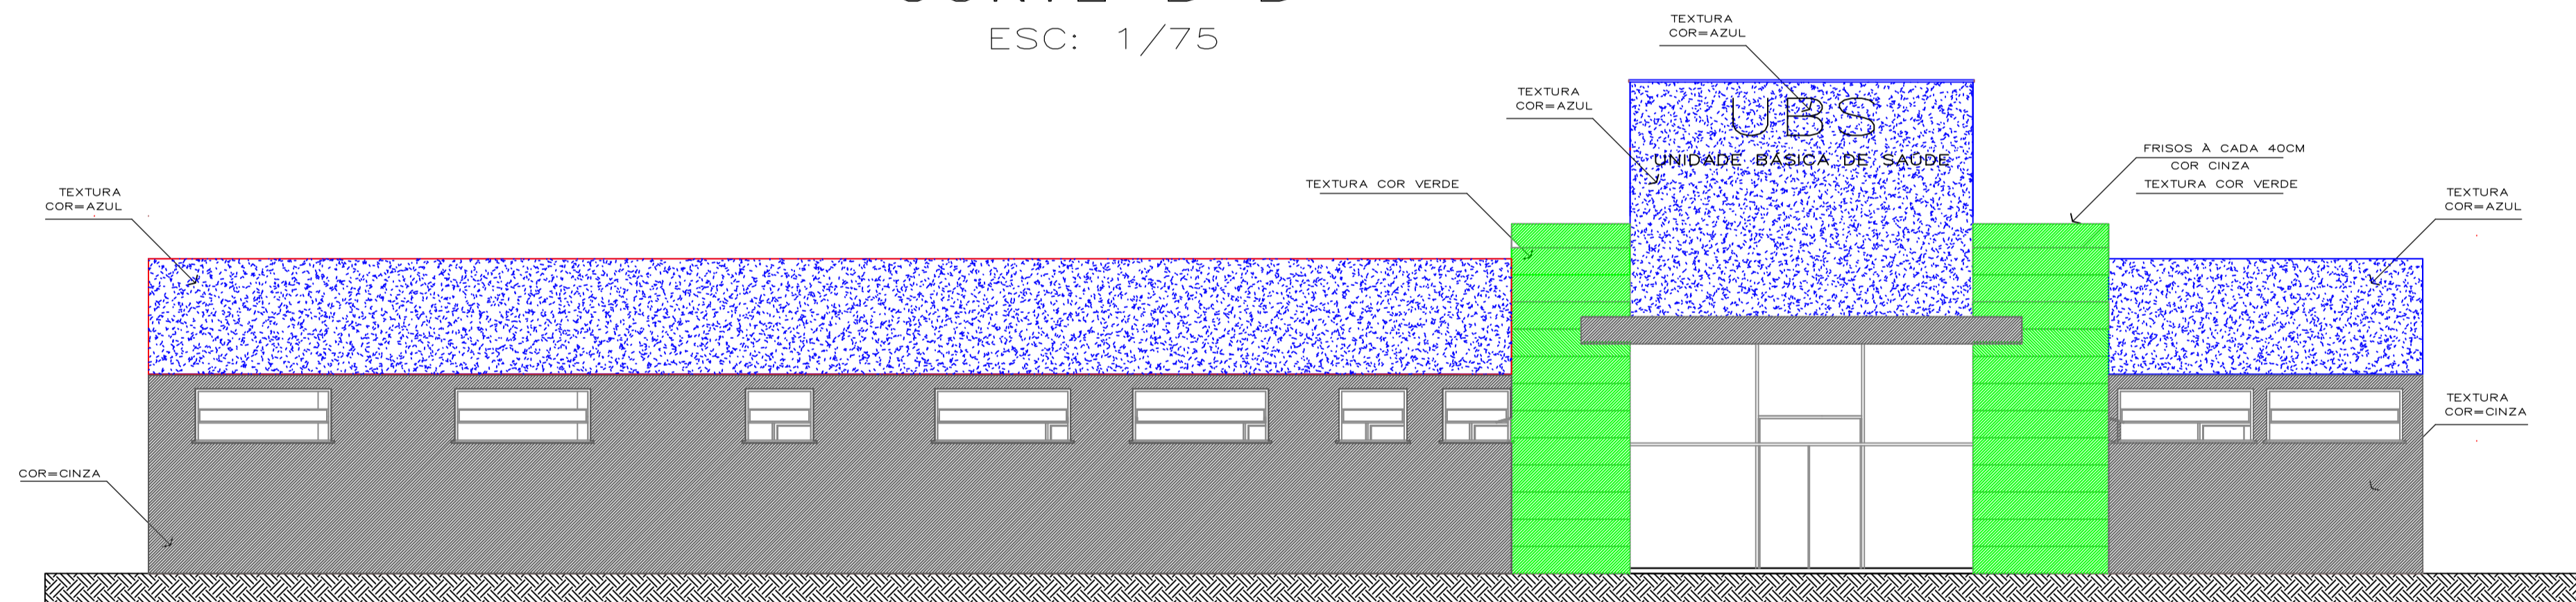 ESC: 1/75
TEXTURA
COR=AZUL
TEXTURA
COR=AZUL
UBS
UNIDADE BÁSICA DE SAÚDE
FRISOS À CADA 40CM
COR CINZA
TEXTURA COR VERDE
TEXTURA COR VERDE
TEXTURA
COR=AZUL
TEXTURA
COR=AZUL
TEXTURA
COR=CINZA
COR=CINZA